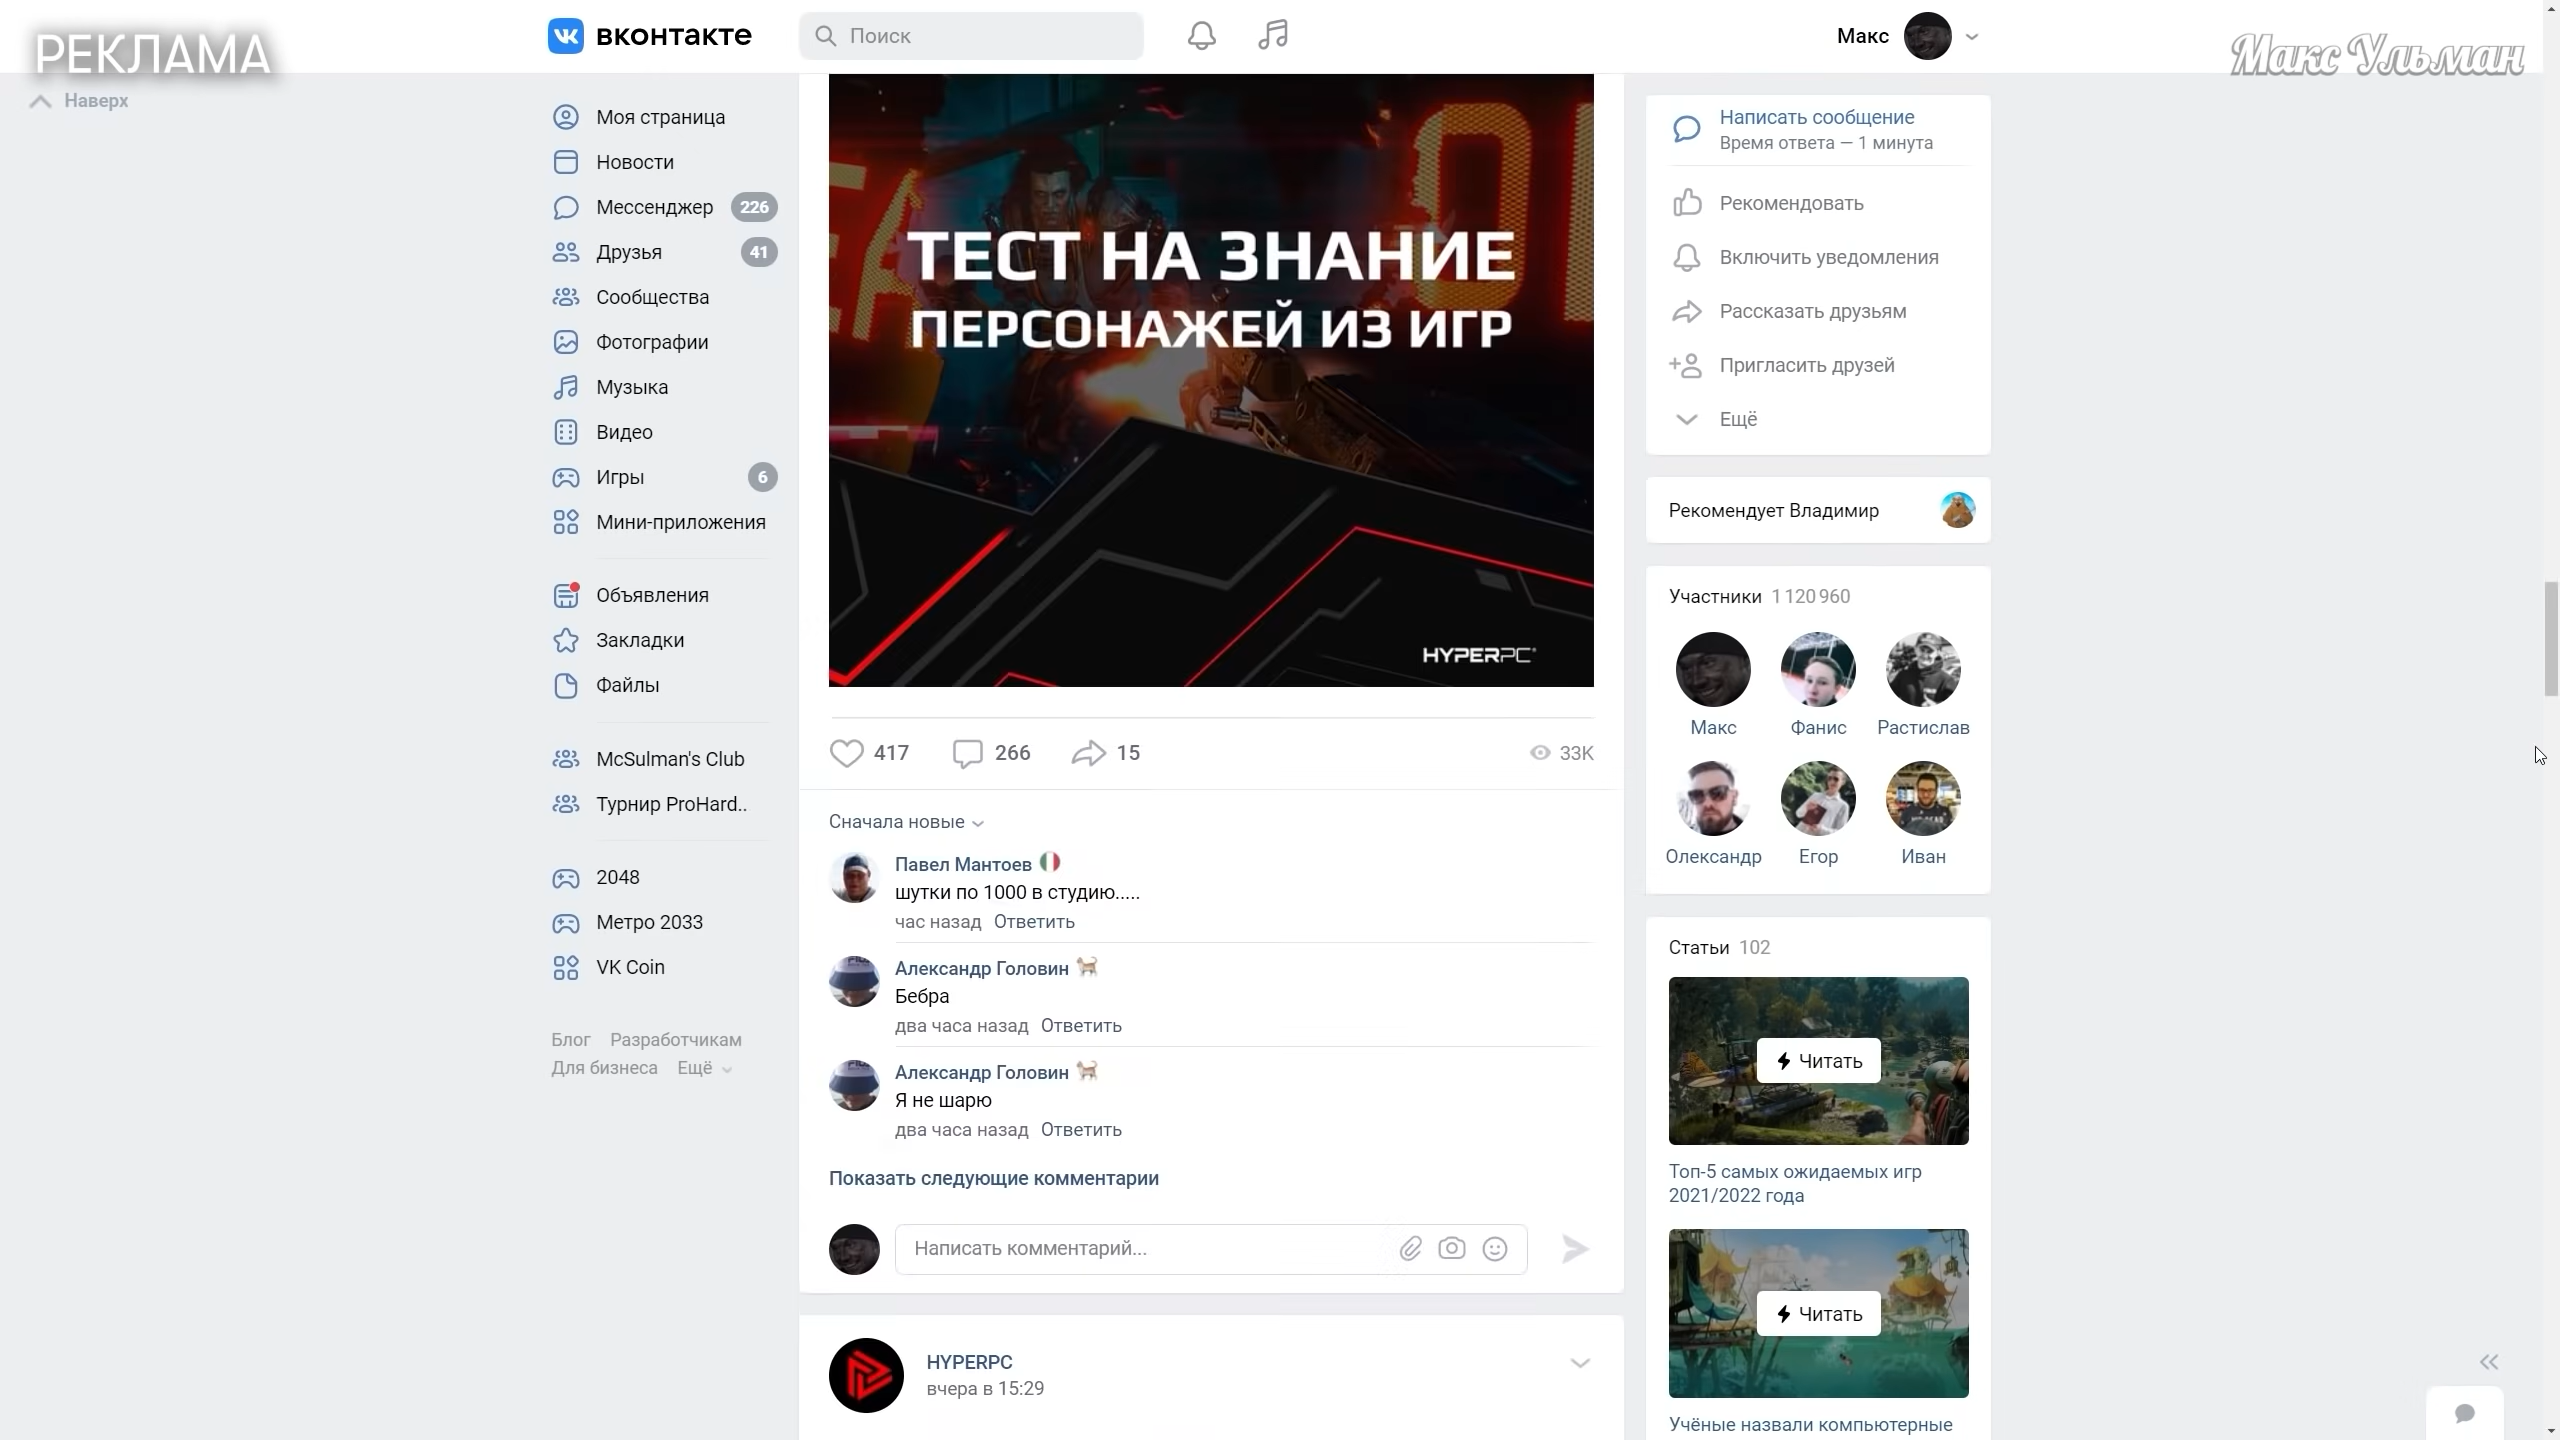 РЕКЛАМА
вконтакте
Поиск
Макс
Макс Ульман
Наверх
Моя страница
Новости
Мессенджер 226
Друзья 41
Сообщества
Фотографии
Музыка
Видео
Игры 6
Мини-приложения
Объявления
Закладки
Файлы
McSulman's Club
Турнир ProHard..
2048
Метро 2033
VK Coin
Блог Разработчикам
Для бизнеса Ещё
ТЕСТ НА ЗНАНИЕ
ПЕРСОНАЖЕЙ ИЗ ИГР
HYPERPC
417 266 15 33K
Сначала новые
Павел Мантоев
шутки по 1000 в студию.....
час назад Ответить
Александр Головин
Бебра
два часа назад Ответить
Александр Головин
Я не шарю
два часа назад Ответить
Показать следующие комментарии
Написать комментарий...
HYPERPC
вчера в 15:29
Написать сообщение
Время ответа — 1 минута
Рекомендовать
Включить уведомления
Рассказать друзьям
Пригласить друзей
Ещё
Рекомендует Владимир
Участники 1 120 960
Макс Фанис Растислав
Олександр Егор Иван
Статьи 102
Читать
Топ-5 самых ожидаемых игр
2021/2022 года
Читать
Учёные назвали компьютерные